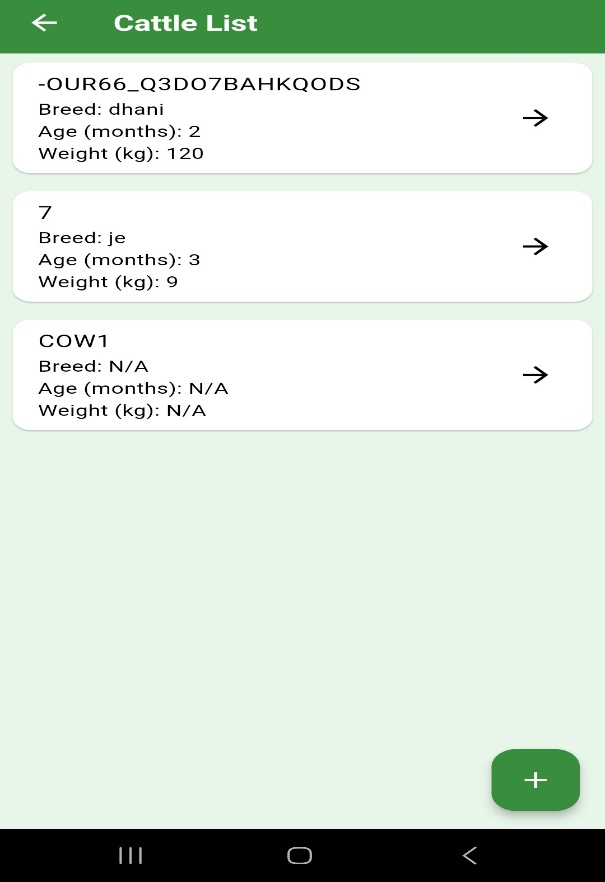 Cattle List
-OUR66_Q3DO7BAHKQODS
Breed: dhani
Age (months): 2
Weight (kg): 120
7
Breed: je
Age (months): 3
Weight (kg): 9
COW1
Breed: N/A
Age (months): N/A
Weight (kg): N/A